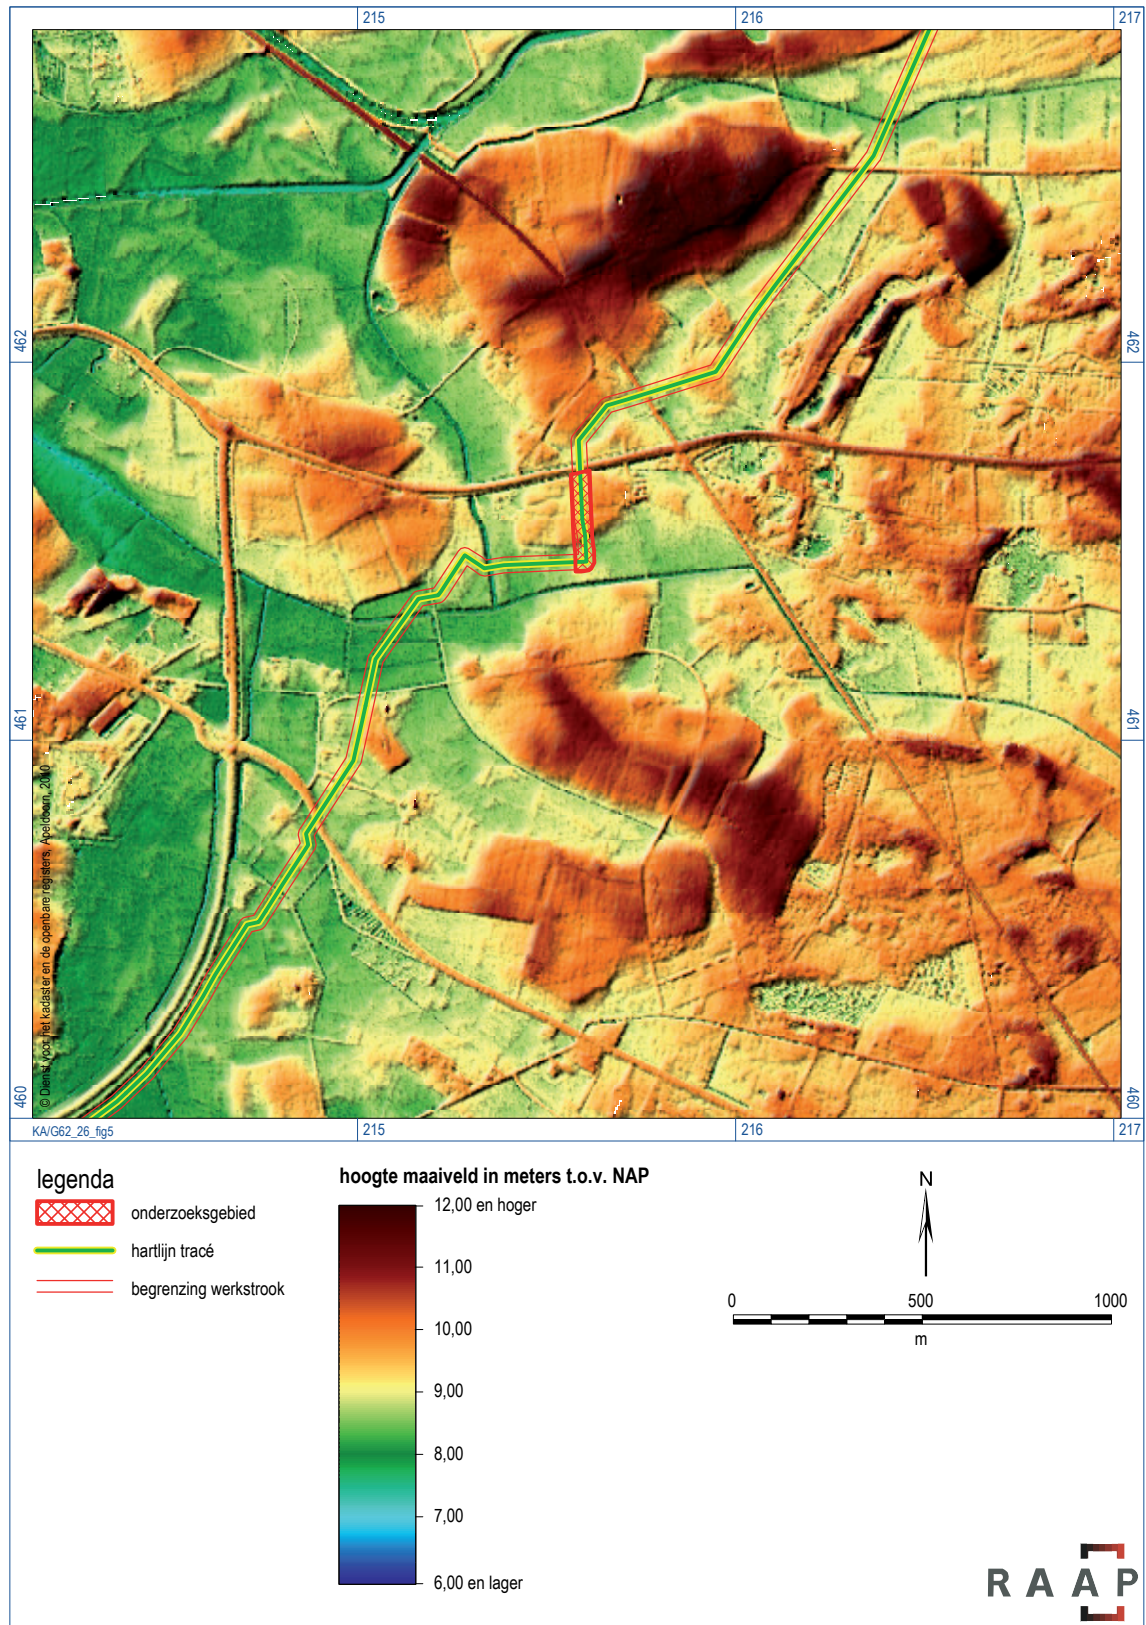 215
216
217
462
462
461
461
460
460
© Dienst voor het kadaster en de openbare registers, Apeldoorn, 2010
KA/G62_26_fig5
215
216
217
legenda
onderzoeksgebied
hartlijn tracé
begrenzing werkstrook
hoogte maaiveld in meters t.o.v. NAP
12,00 en hoger
11,00
10,00
9,00
8,00
7,00
6,00 en lager
N
0 500 1000
m
RAAP